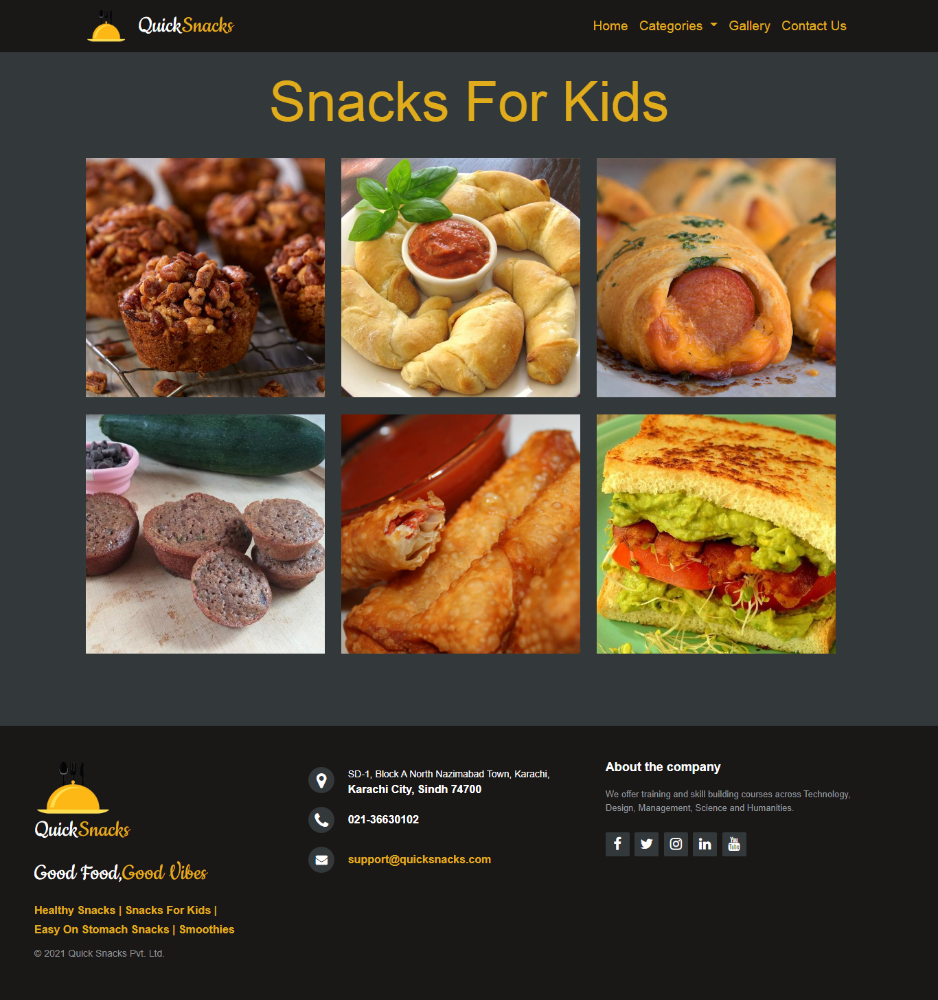 QuickSnacks
Home Categories Gallery Contact Us
Snacks For Kids
QuickSnacks
Good Food,Good Vibes
Healthy Snacks | Snacks For Kids |
Easy On Stomach Snacks | Smoothies
© 2021 Quick Snacks Pvt. Ltd.
SD-1, Block A North Nazimabad Town, Karachi,
Karachi City, Sindh 74700
021-36630102
support@quicksnacks.com
About the company
We offer training and skill building courses across Technology,
Design, Management, Science and Humanities.
You
Tube